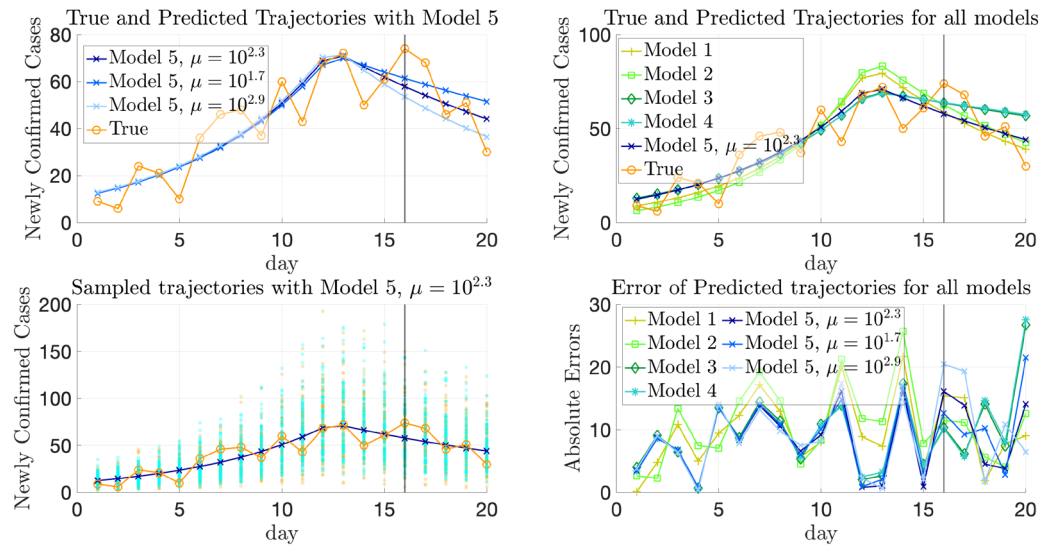 True and Predicted Trajectories with Model 5
80
60
40
20
0
Newly Confirmed Cases
Model 5, μ = 10^2.3
Model 5, μ = 10^1.7
Model 5, μ = 10^2.9
True
0 5 10 15 20
day
True and Predicted Trajectories for all models
100
50
0
Newly Confirmed Cases
Model 1
Model 2
Model 3
Model 4
Model 5, μ = 10^2.3
True
0 5 10 15 20
day
Sampled trajectories with Model 5, μ = 10^2.3
200
150
100
50
0
Newly Confirmed Cases
0 5 10 15 20
day
Error of Predicted trajectories for all models
30
20
10
0
Absolute Errors
Model 1 Model 5, μ = 10^2.3
Model 2 Model 5, μ = 10^1.7
Model 3 Model 5, μ = 10^2.9
Model 4
0 5 10 15 20
day